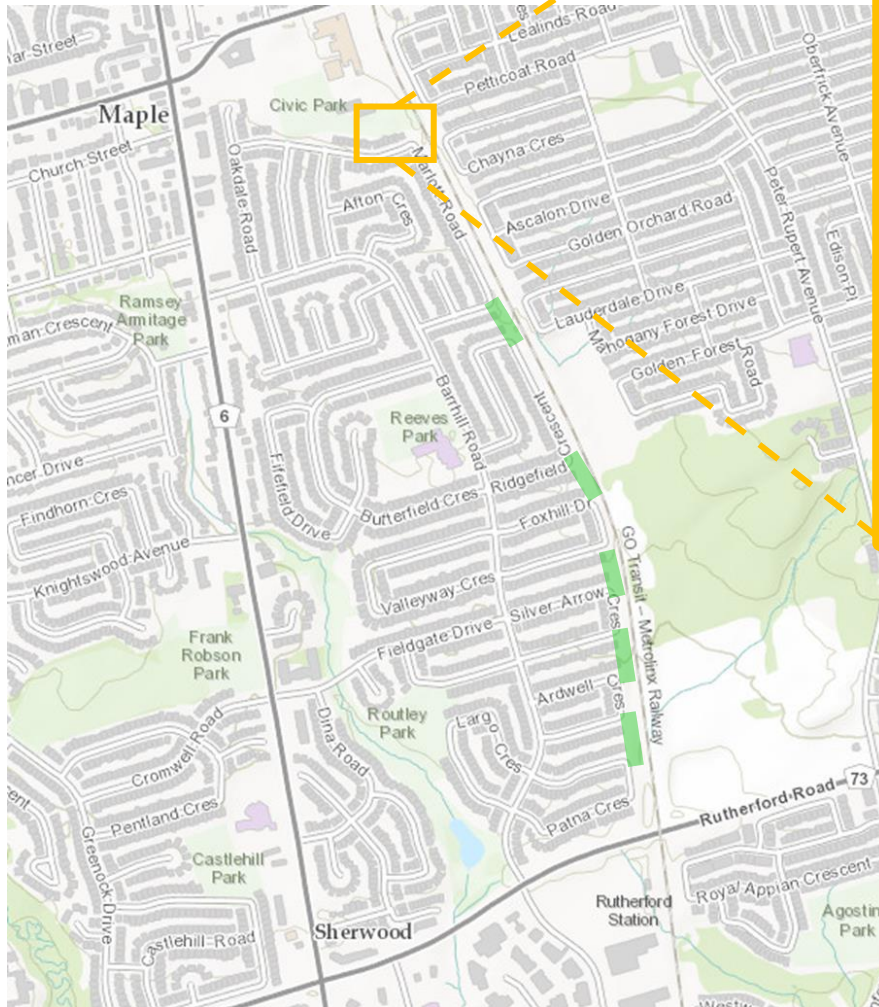 Lealinds Road
Petticoat Road
Oberfrick Avenue
Street
Maple
Civic Park
Church Street
Oakdale Road
Marlott Road
Chayna Cres
Afton Cres
Ascalon Drive
Golden Orchard Road
Peter Rupert Avenue
Edison Pl
Ramsey
Armitage
Park
Lauderdale Drive
Mahogany Forest Drive
Golden Forest
Road
man Crescent
6
Barrhill Road
Reeves
Park
Crescent
Fifefield Drive
ncer Drive
Butterfield Cres
Ridgefield
Findhorn Cres
Foxhill Dr
Knightswood Avenue
GO Transit – Metrolinx Railway
Valleyway Cres
Silver Arrow
Cres
Fieldgate Drive
Frank
Robson
Park
Ardwell
Cres
Routley
Park
Largo Cres
Dina Road
Cromwell Road
Pentland Cres
Patna Cres
Rutherford Road
73
Greenock Drive
Castlehill
Park
Royal Appian Crescent
Rutherford
Station
Agostin
Park
Sherwood
Castlehill Road